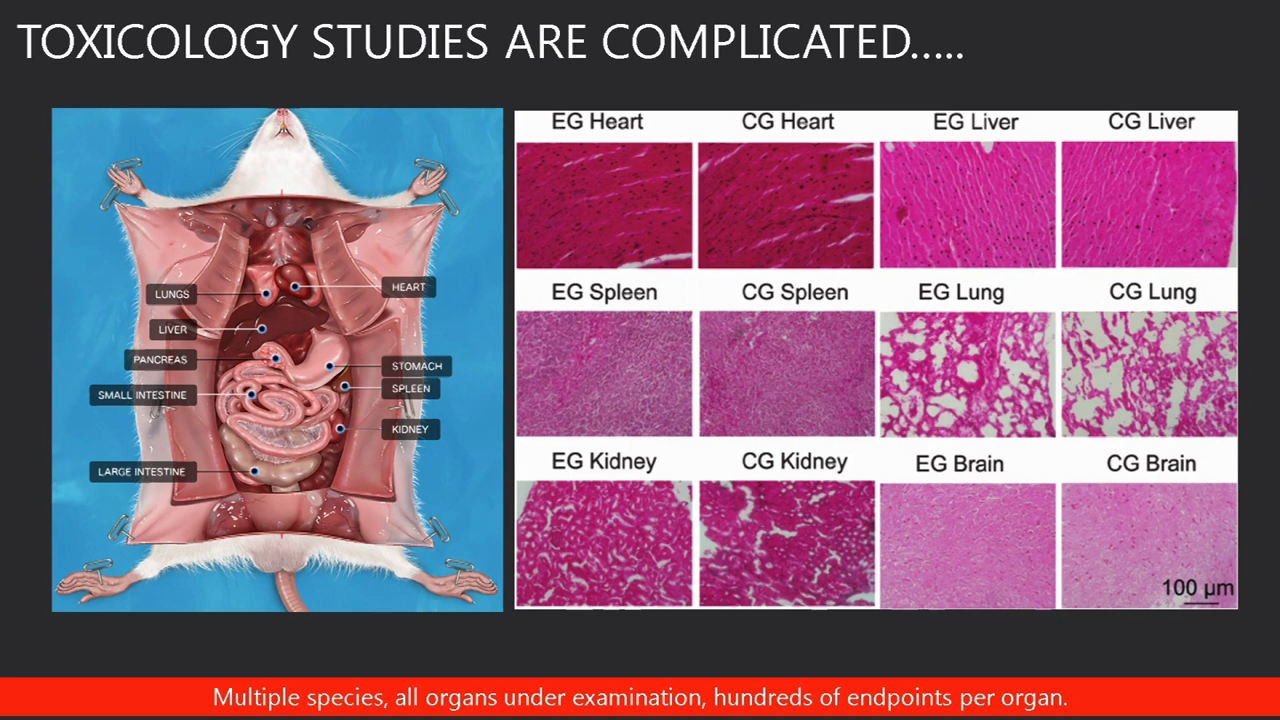 TOXICOLOGY STUDIES ARE COMPLICATED.....
LUNGS
HEART
LIVER
PANCREAS
STOMACH
SMALL INTESTINE
SPLEEN
KIDNEY
LARGE INTESTINE
EG Heart
CG Heart
EG Liver
CG Liver
EG Spleen
CG Spleen
EG Lung
CG Lung
EG Kidney
CG Kidney
EG Brain
CG Brain
100 µm
Multiple species, all organs under examination, hundreds of endpoints per organ.